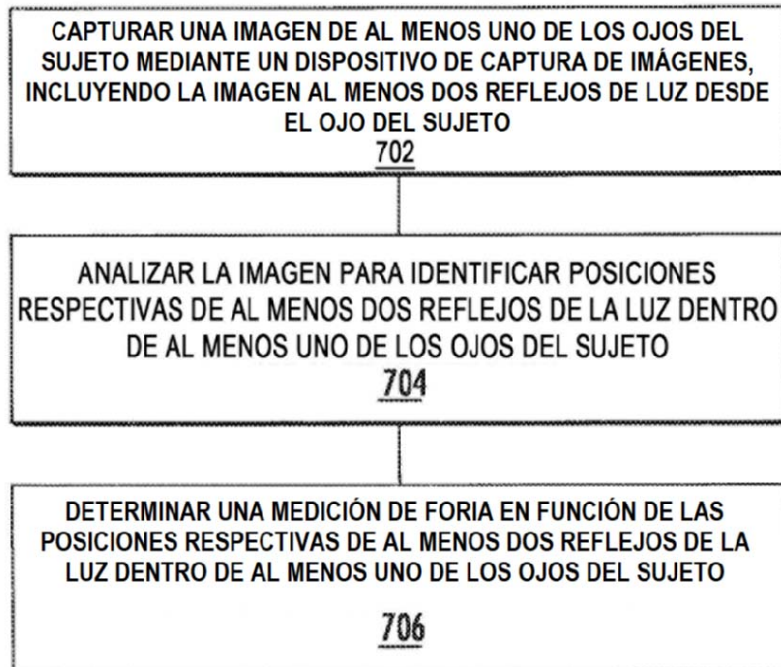 CAPTURAR UNA IMAGEN DE AL MENOS UNO DE LOS OJOS DEL
SUJETO MEDIANTE UN DISPOSITIVO DE CAPTURA DE IMÁGENES,
INCLUYENDO LA IMAGEN AL MENOS DOS REFLEJOS DE LUZ DESDE
EL OJO DEL SUJETO
702
ANALIZAR LA IMAGEN PARA IDENTIFICAR POSICIONES
RESPECTIVAS DE AL MENOS DOS REFLEJOS DE LA LUZ DENTRO
DE AL MENOS UNO DE LOS OJOS DEL SUJETO
704
DETERMINAR UNA MEDICIÓN DE FORIA EN FUNCIÓN DE LAS
POSICIONES RESPECTIVAS DE AL MENOS DOS REFLEJOS DE LA
LUZ DENTRO DE AL MENOS UNO DE LOS OJOS DEL SUJETO
706